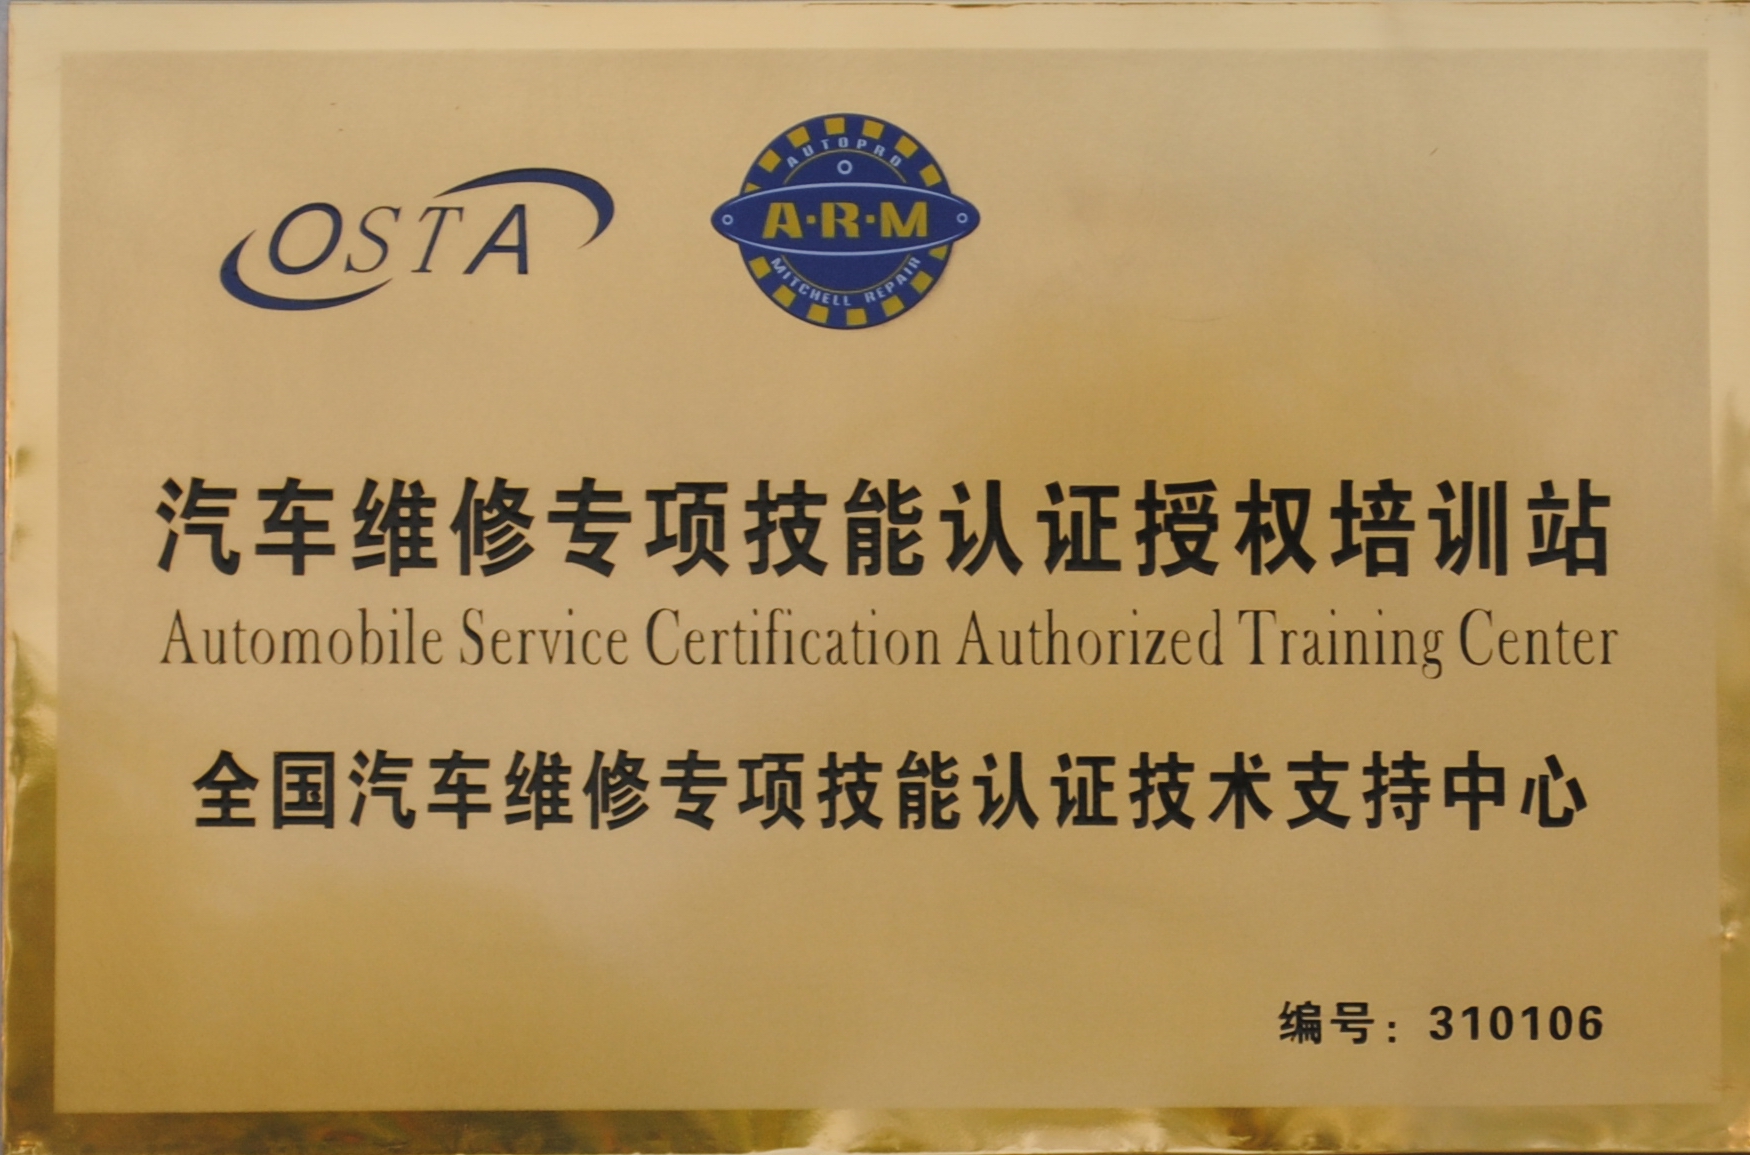 OSTA
AUTOPRO
A·R·M
MITCHELL REPAIR
汽车维修专项技能认证授权培训站
Automobile Service Certification Authorized Training Center
全国汽车维修专项技能认证技术支持中心
编号：310106